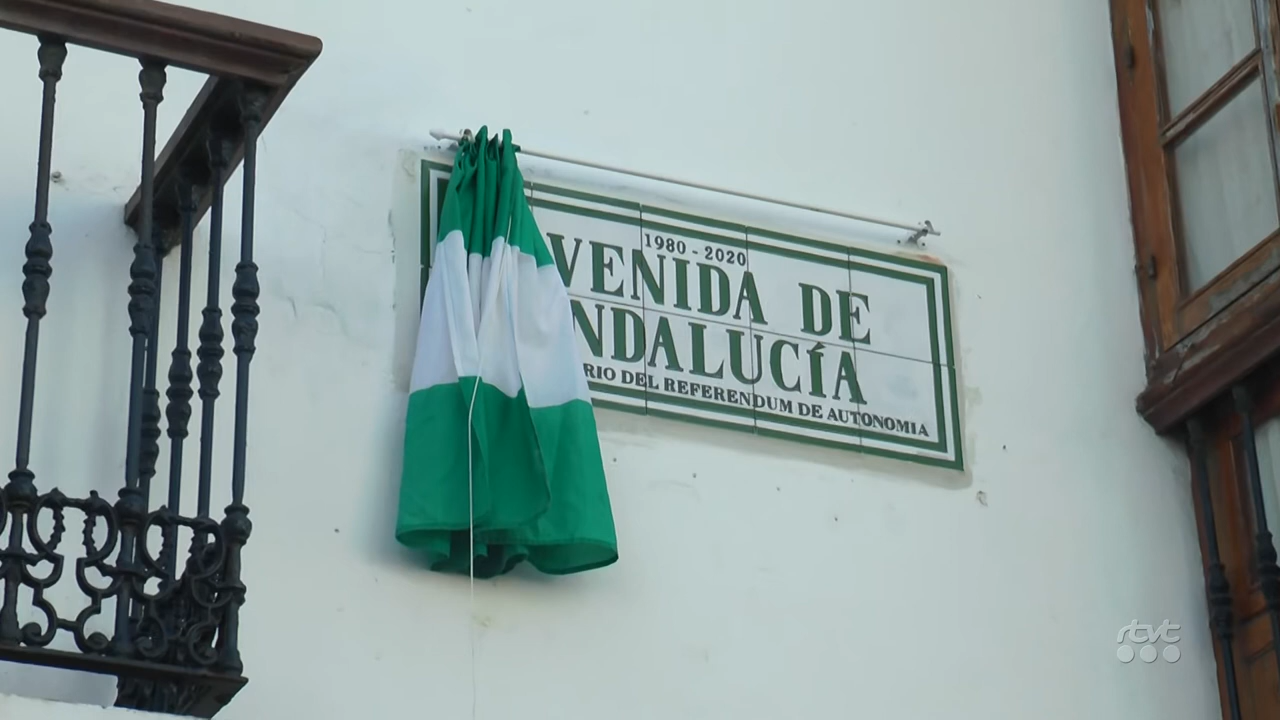 1980 - 2020
VENIDA DE
NDALUCÍA
RIO DEL REFERENDUM DE AUTONOMIA
rtvt